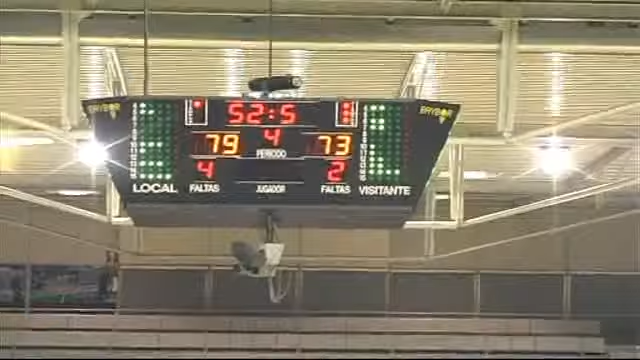 52:5
79 4 73
PERIODO
4 2
LOCAL FALTAS JUGADOR FALTAS VISITANTE